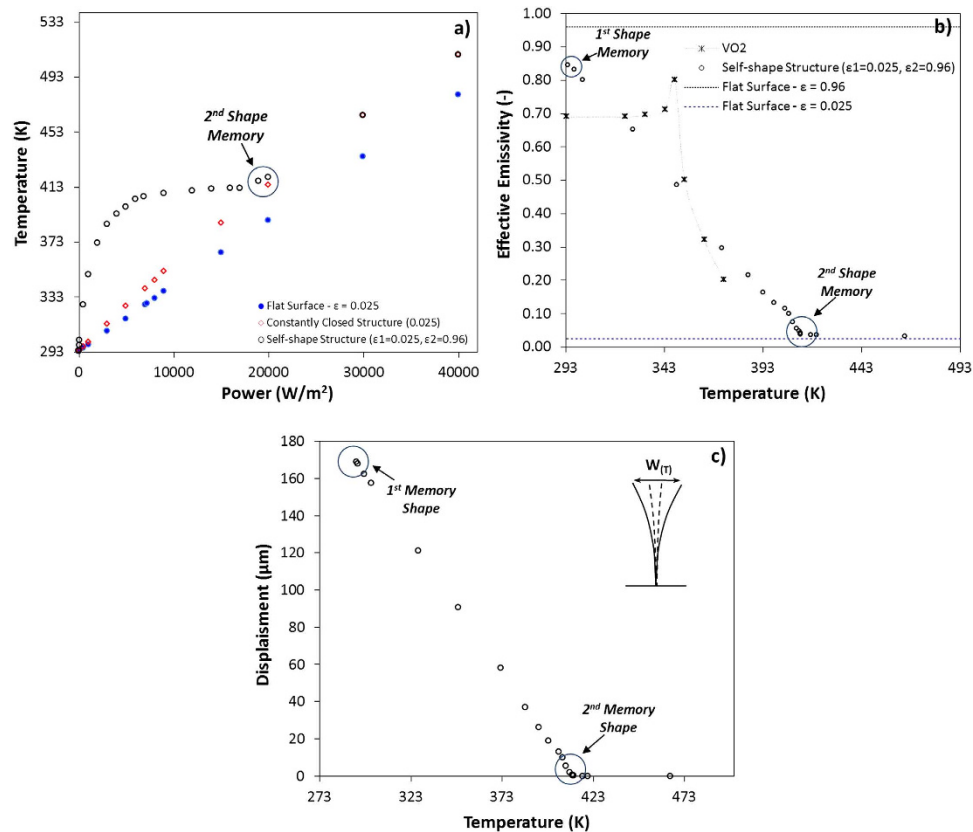 a)
533
493
453
413
373
333
293
Temperature (K)
2nd Shape
Memory
Flat Surface - ε = 0.025
Constantly Closed Structure (0.025)
Self-shape Structure (ε1=0.025, ε2=0.96)
0
10000
20000
30000
40000
Power (W/m²)
b)
1.00
0.90
0.80
0.70
0.60
0.50
0.40
0.30
0.20
0.10
0.00
Effective Emissivity (-)
1st Shape
Memory
VO2
Self-shape Structure (ε1=0.025, ε2=0.96)
Flat Surface - ε = 0.96
Flat Surface - ε = 0.025
2nd Shape
Memory
293
343
393
443
493
Temperature (K)
c)
180
160
140
120
100
80
60
40
20
0
Displaisment (µm)
1st Memory
Shape
W(T)
2nd Memory
Shape
273
323
373
423
473
Temperature (K)